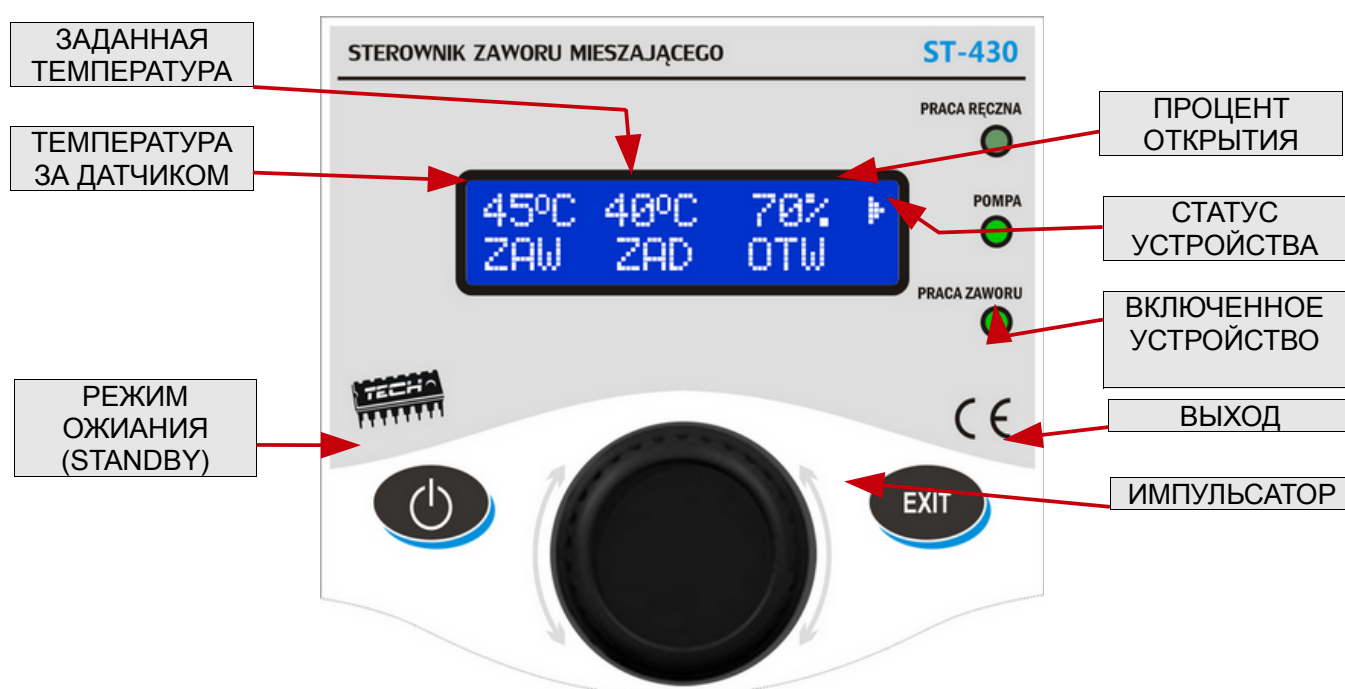 ЗАДАННАЯ
ТЕМПЕРАТУРА
ТЕМПЕРАТУРА
ЗА ДАТЧИКОМ
STEROWNIK ZAWORU MIESZAJĄCEGO
ST-430
PRACA RĘCZNA
ПРОЦЕНТ
ОТКРЫТИЯ
45ºC 40ºC 70%
ZAW ZAD OTW
POMPA
СТАТУС
УСТРОЙСТВА
PRACA ZAWORU
ВКЛЮЧЕННОЕ
УСТРОЙСТВО
TECH
РЕЖИМ
ОЖИАНИЯ
(STANDBY)
CE
ВЫХОД
EXIT
ИМПУЛЬСАТОР